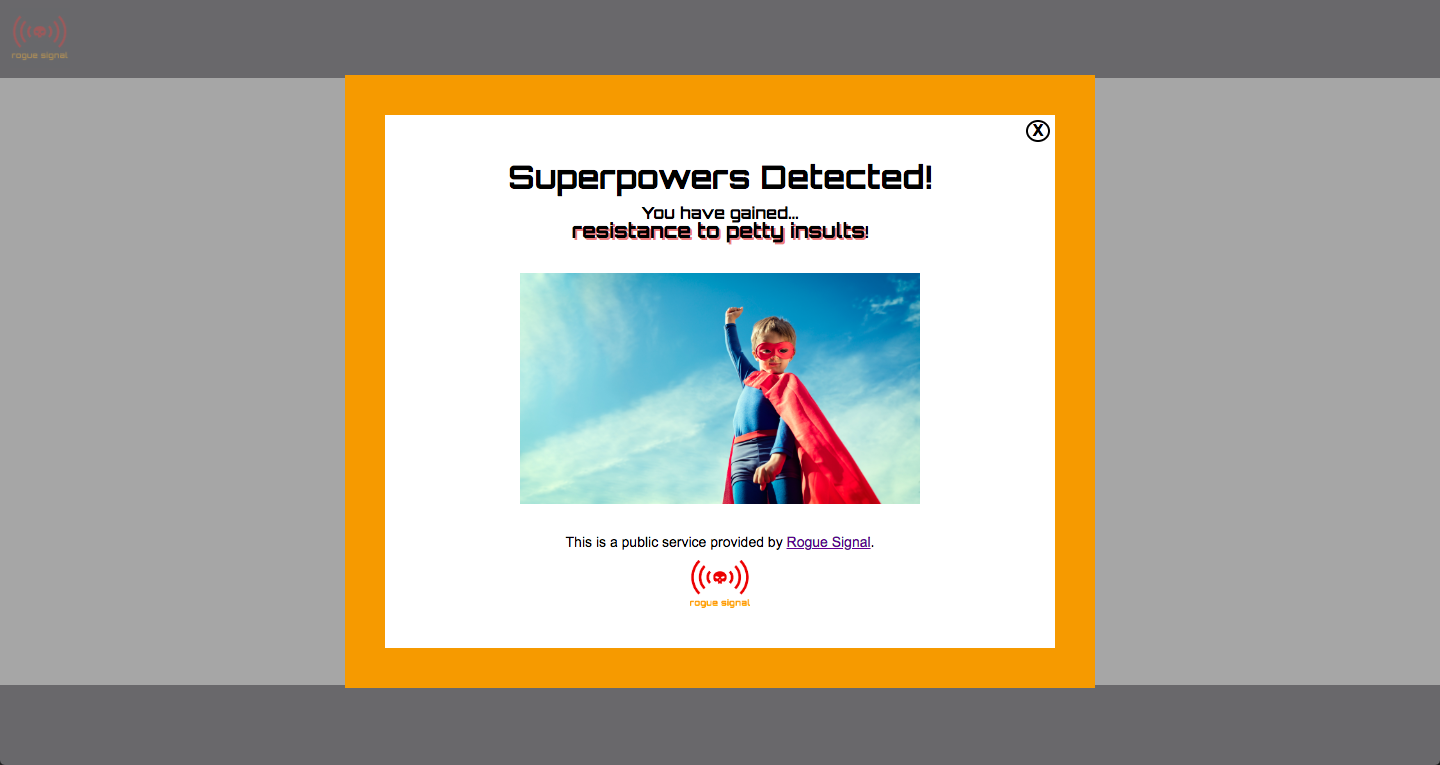 rogue signal
X
Superpowers Detected!
You have gained...
resistance to petty insults!
This is a public service provided by Rogue Signal.
rogue signal